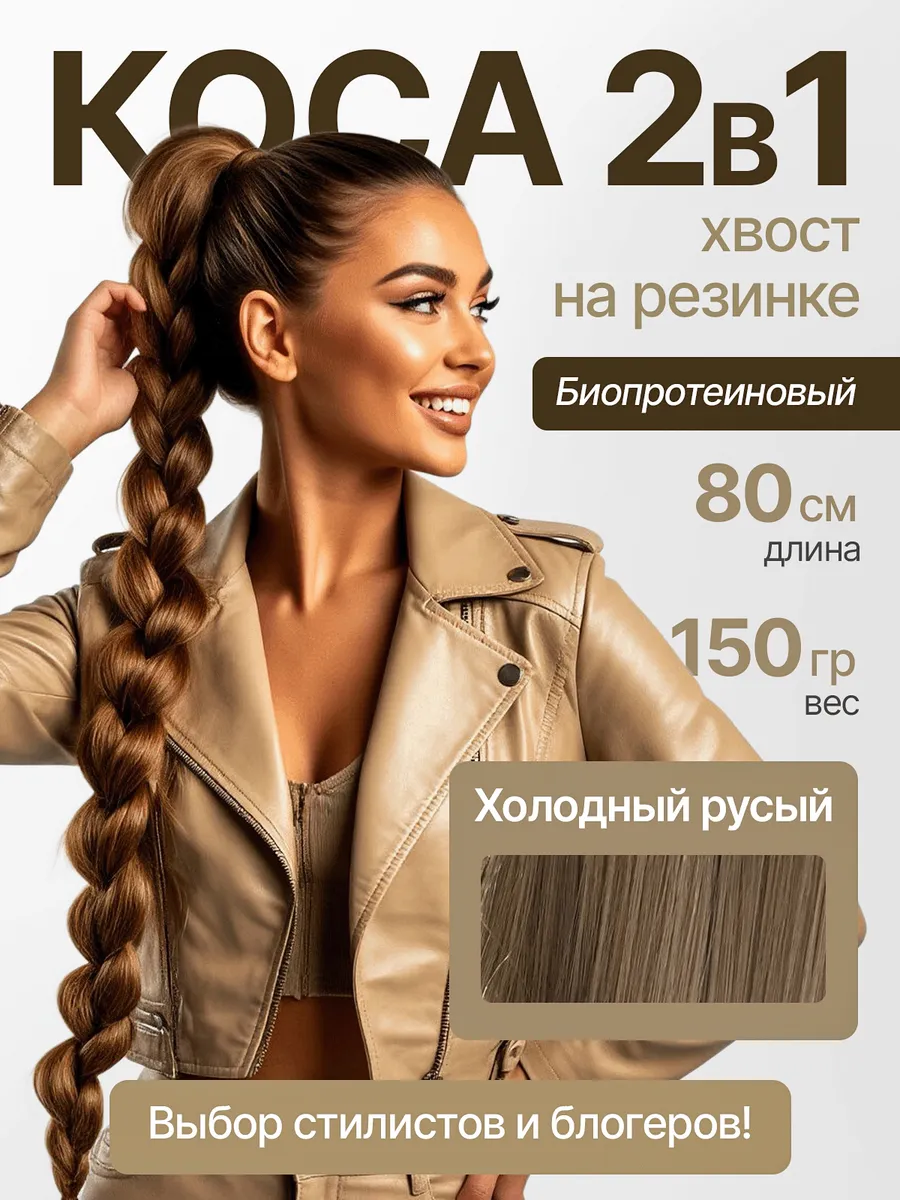 КОСА 2в1
хвост
на резинке
Биопротеиновый
80 см
длина
150 гр
вес
Холодный русый
Выбор стилистов и блогеров!